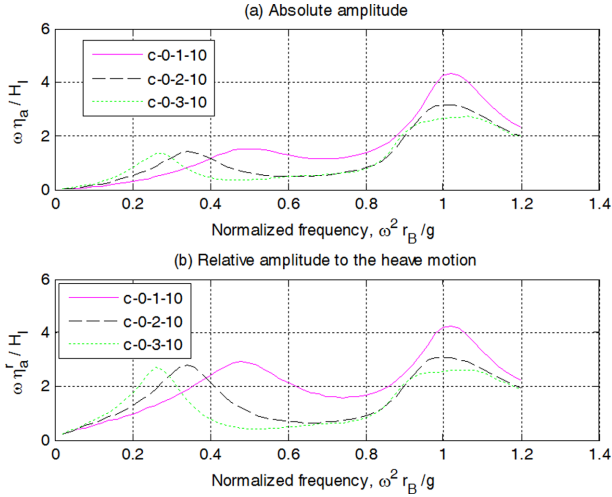 (a) Absolute amplitude
6
4
2
0
ω ηₐ / H_I
c-0-1-10
c-0-2-10
c-0-3-10
0 0.2 0.4 0.6 0.8 1 1.2 1.4
Normalized frequency, ω² r_B /g
(b) Relative amplitude to the heave motion
6
4
2
0
ω ηₐʳ / H_I
c-0-1-10
c-0-2-10
c-0-3-10
0 0.2 0.4 0.6 0.8 1 1.2 1.4
Normalized frequency, ω² r_B /g